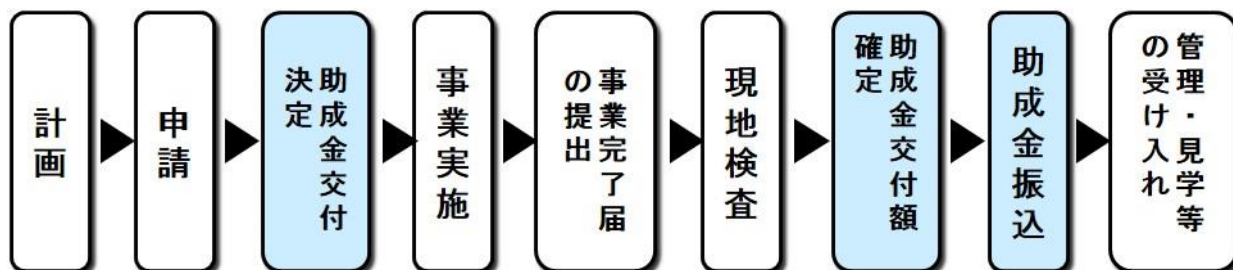 計画
申請
助成金交付
決定
事業実施
事業完了届
の提出
現地検査
助成金交付額
確定
助成金振込
管理・見学等
の受け入れ